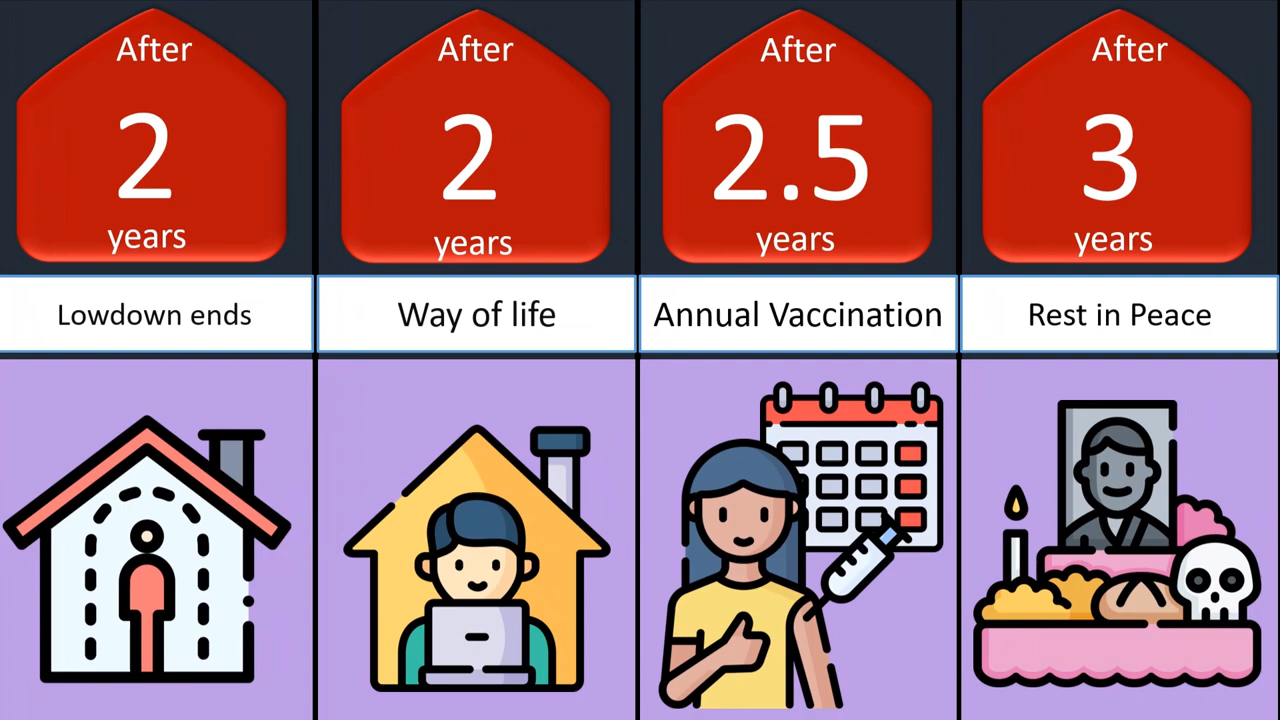 After
2
years
Lowdown ends
After
2
years
Way of life
After
2.5
years
Annual Vaccination
After
3
years
Rest in Peace